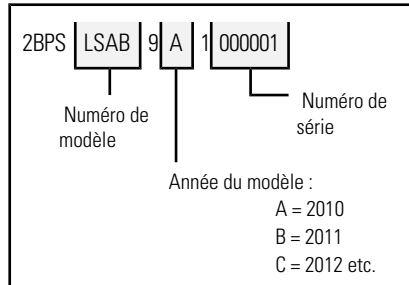 2BPS LSAB 9 A 1 000001
Numéro de
modèle
Numéro de
série
Année du modèle :
A = 2010
B = 2011
C = 2012 etc.